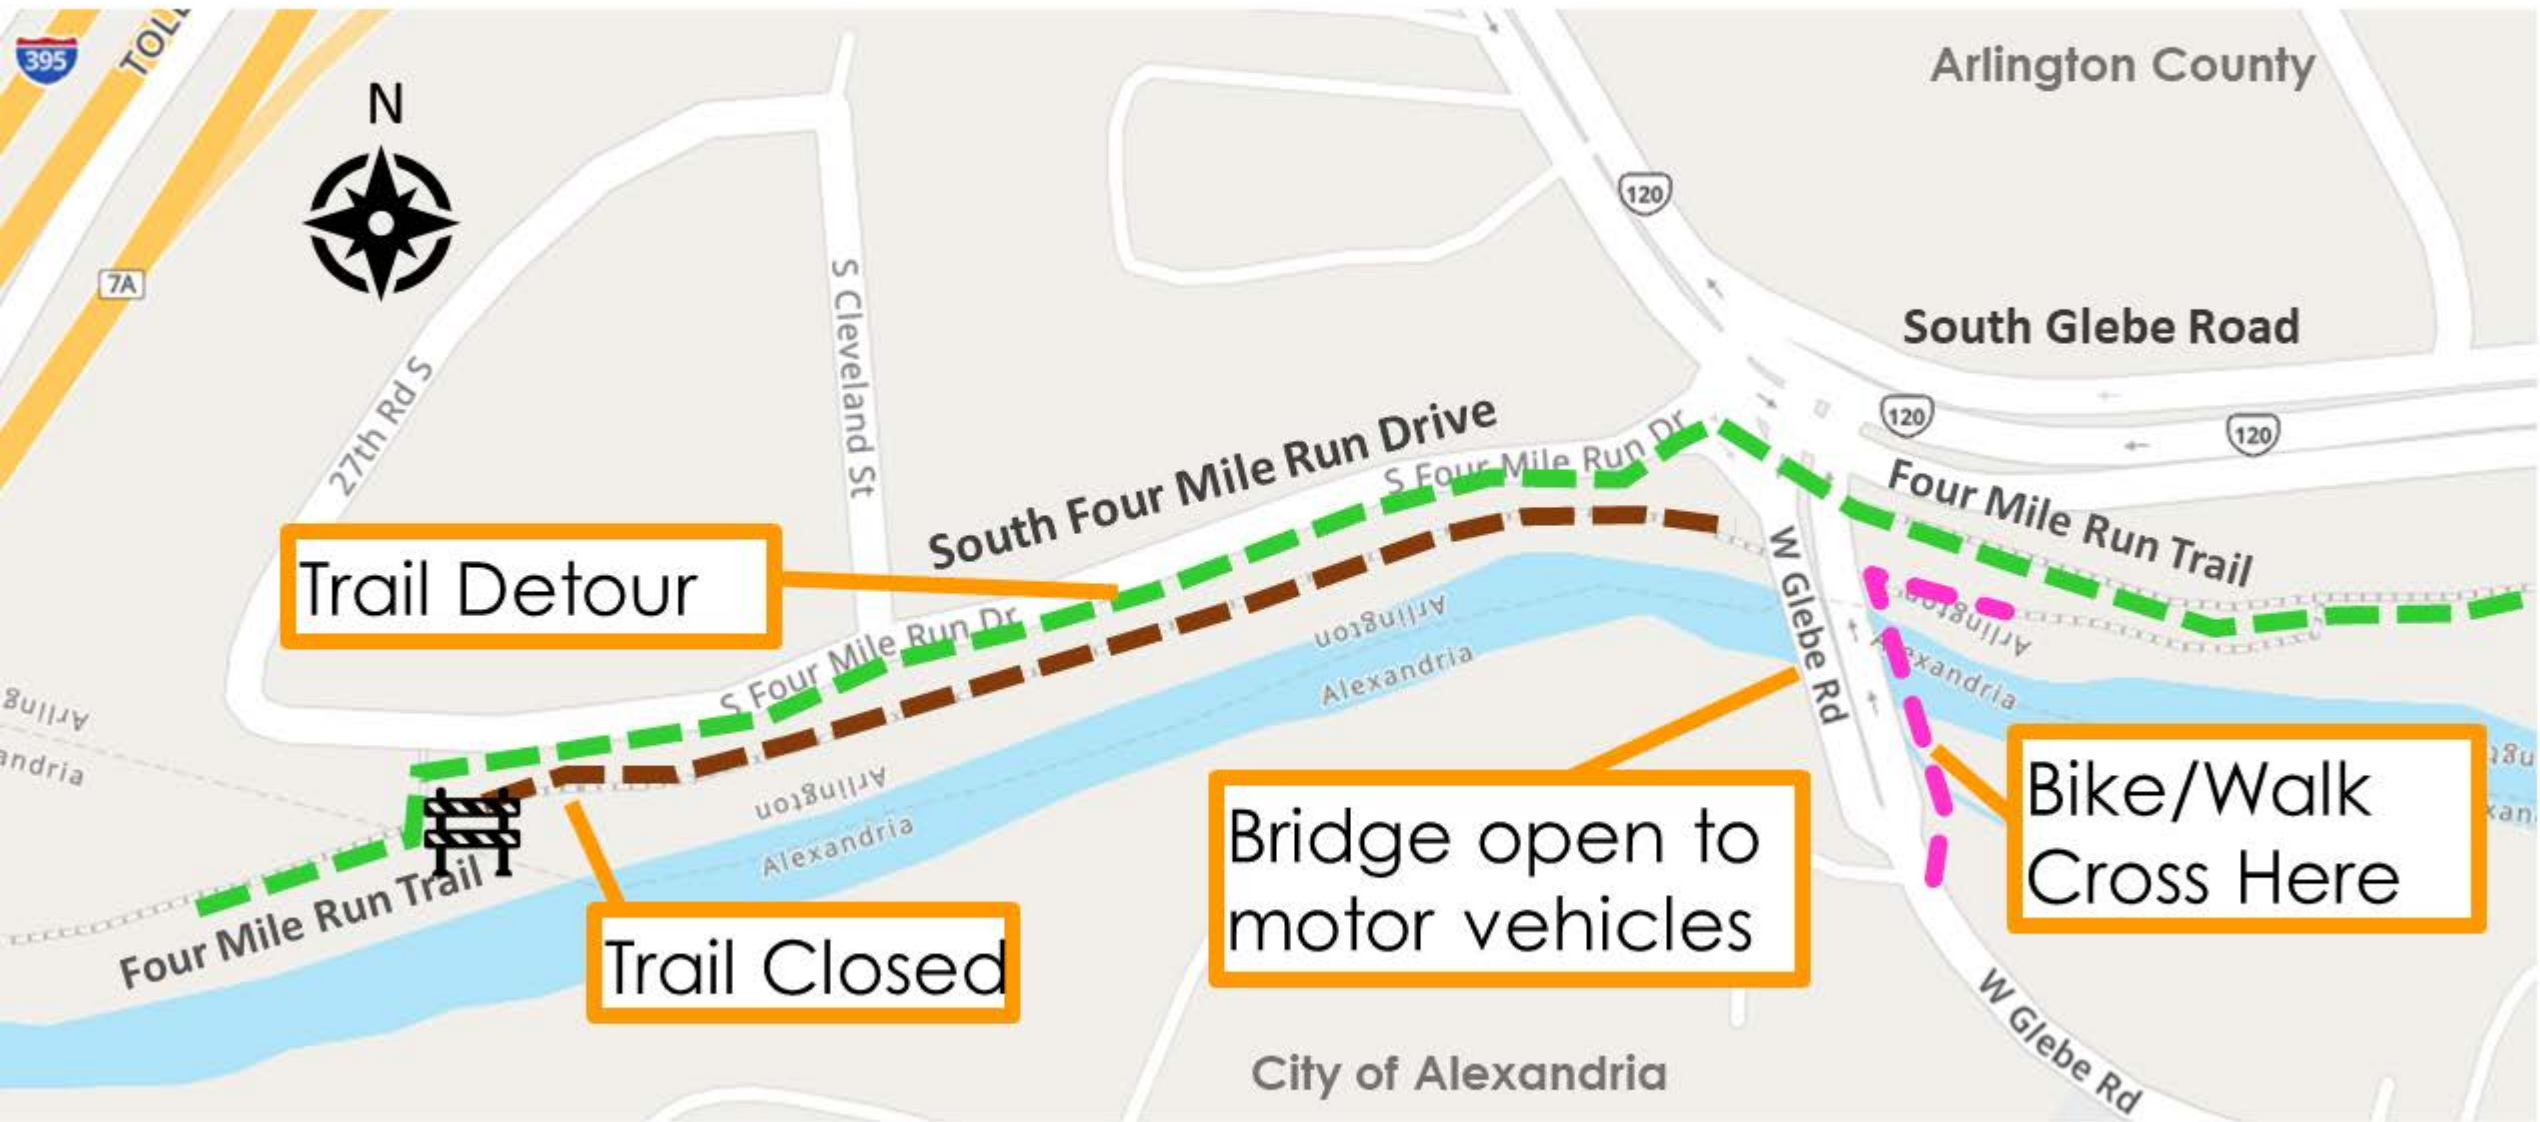 395
TOLL
N
Arlington County
120
7A
S Cleveland St
South Glebe Road
27th Rd S
120
120
South Four Mile Run Drive
S Four Mile Run Dr
Four Mile Run Trail
Trail Detour
W Glebe Rd
Arlington
Alexandria
Arlington
Alexandria
S Four Mile Run Dr
Arlington
Alexandria
Bike/Walk
Cross Here
Bridge open to
motor vehicles
Four Mile Run Trail
Trail Closed
W Glebe Rd
City of Alexandria